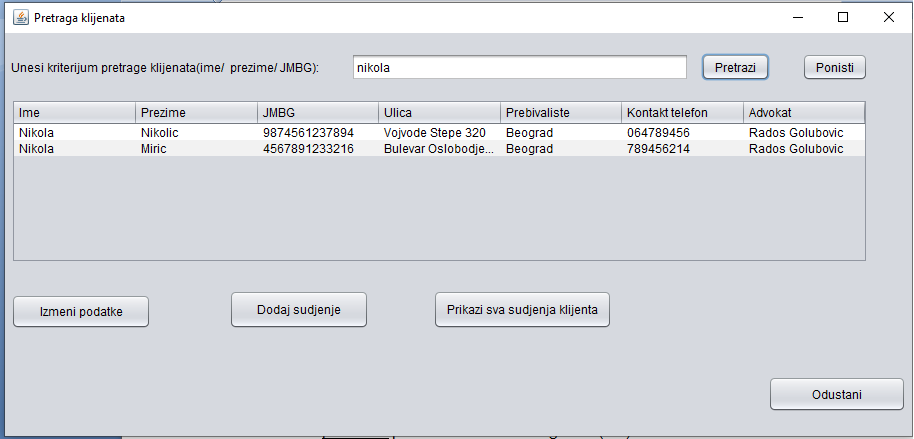 Pretraga klijenata
Unesi kriterijum pretrage klijenata(ime/ prezime/ JMBG): nikola Pretrazi Ponisti
Ime Prezime JMBG Ulica Prebivaliste Kontakt telefon Advokat
Nikola Nikolic 9874561237894 Vojvode Stepe 320 Beograd 064789456 Rados Golubovic
Nikola Miric 4567891233216 Bulevar Oslobodje... Beograd 789456214 Rados Golubovic
Izmeni podatke Dodaj sudjenje Prikazi sva sudjenja klijenta
Odustani